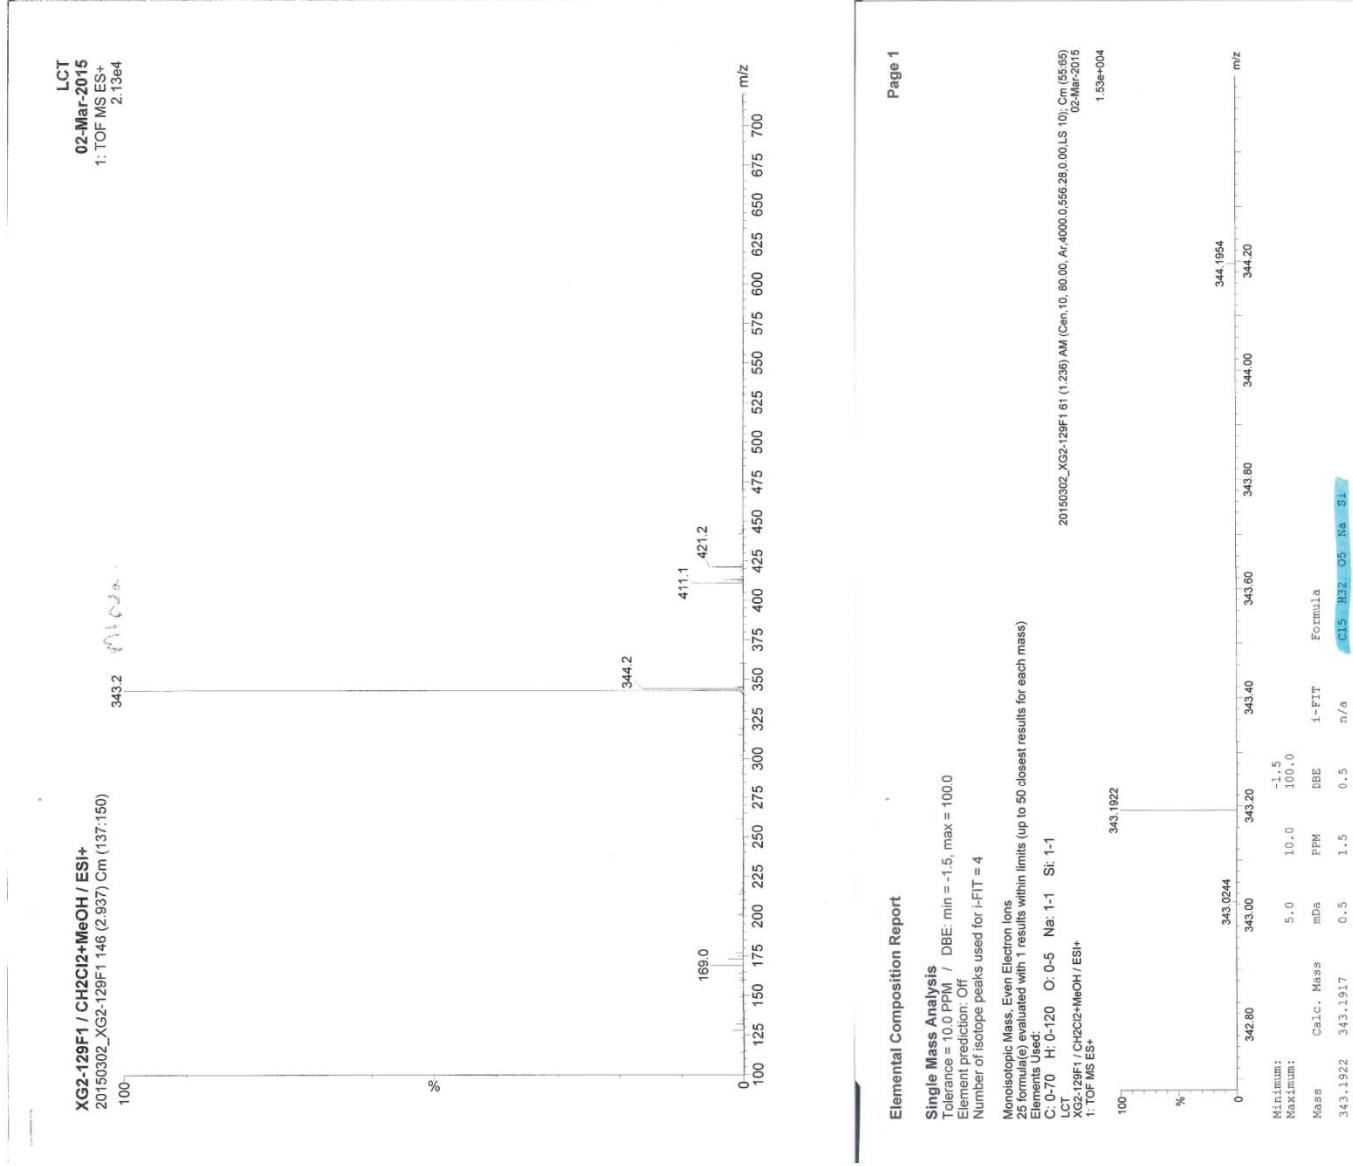 XG2-129F1 / CH2Cl2+MeOH / ESI+
LCT
20150302_XG2-129F1 146 (2.937) Cm (137:150)
02-Mar-2015
1: TOF MS ES+
2.13e4
100
343.2
344.2
411.1
421.2
169.0
%
0
100 125 150 175 200 225 250 275 300 325 350 375 400 425 450 475 500 525 550 575 600 625 650 675 700 m/z
Elemental Composition Report
Page 1
Single Mass Analysis
Tolerance = 10.0 PPM / DBE: min = -1.5, max = 100.0
Element prediction: Off
Number of isotope peaks used for i-FIT = 4
Monoisotopic Mass, Even Electron Ions
25 formula(e) evaluated with 1 results within limits (up to 50 closest results for each mass)
Elements Used:
C: 0-70 H: 0-120 O: 0-5 Na: 1-1 Si: 1-1
LCT
20150302_XG2-129F1 61 (1.236) AM (Cen,10, 80.00, Ar,4000.0,556.28,0.00,LS 10); Cm (55:65)
XG2-129F1 / CH2Cl2+MeOH / ESI+
02-Mar-2015
1: TOF MS ES+
1.53e+004
100
343.1922
%
343.0244
344.1954
0
342.80 343.00 343.20 343.40 343.60 343.80 344.00 344.20 m/z
Minimum: -1.5
Maximum: 5.0 10.0 100.0
Mass Calc. Mass mDa PPM DBE i-FIT Formula
343.1922 343.1917 0.5 1.5 0.5 n/a C15 H32 O5 Na Si